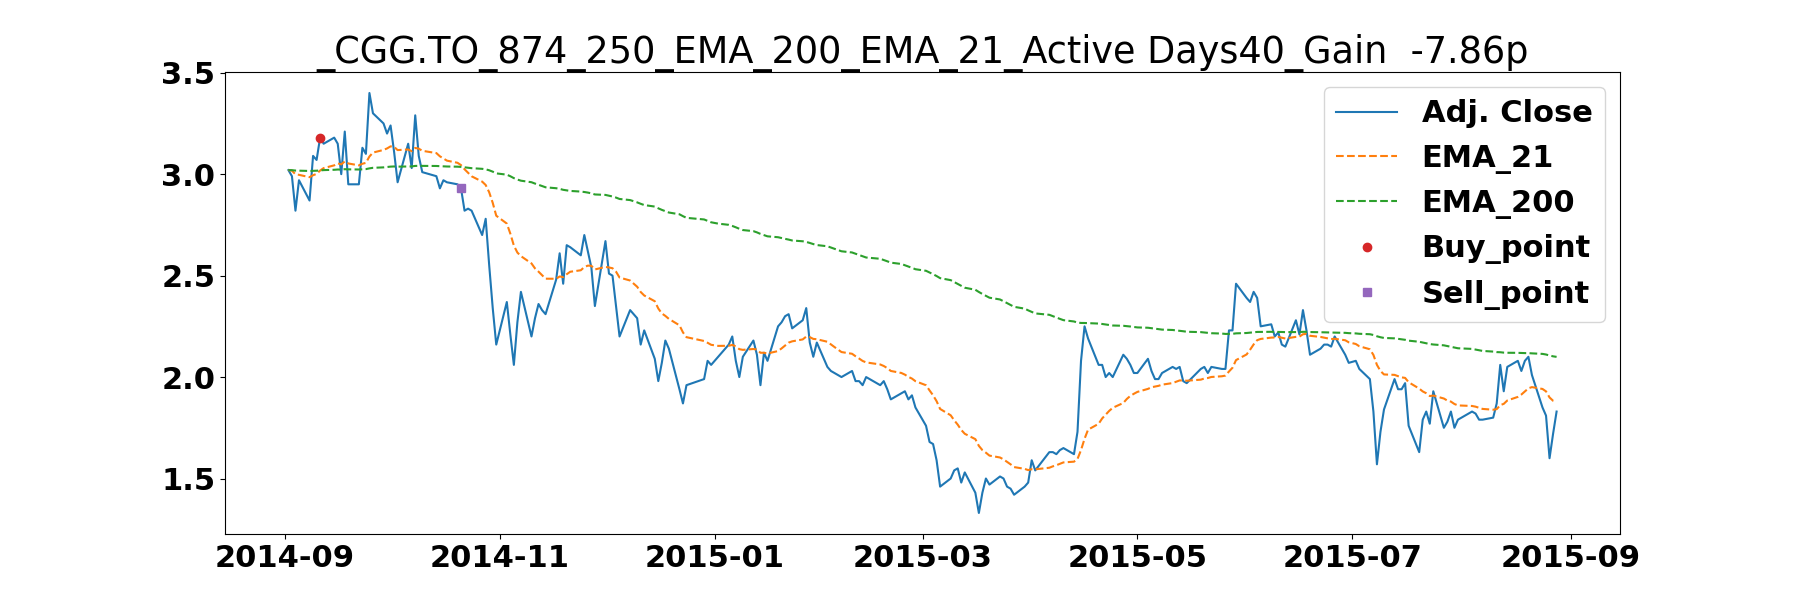 _CGG.TO_874_250_EMA_200_EMA_21_Active Days40_Gain  -7.86p
3.5
3.0
2.5
2.0
1.5
Adj. Close
EMA_21
EMA_200
Buy_point
Sell_point
2014-09
2014-11
2015-01
2015-03
2015-05
2015-07
2015-09